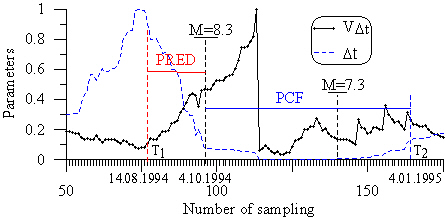 M=8.3
V Δt
Δt
1
0.8
0.6
0.4
0.2
0
Parameters
PRED
PCF
M=7.3
T1
T2
50
14.08.1994
4.10.1994
100
150
4.01.1995
Number of sampling